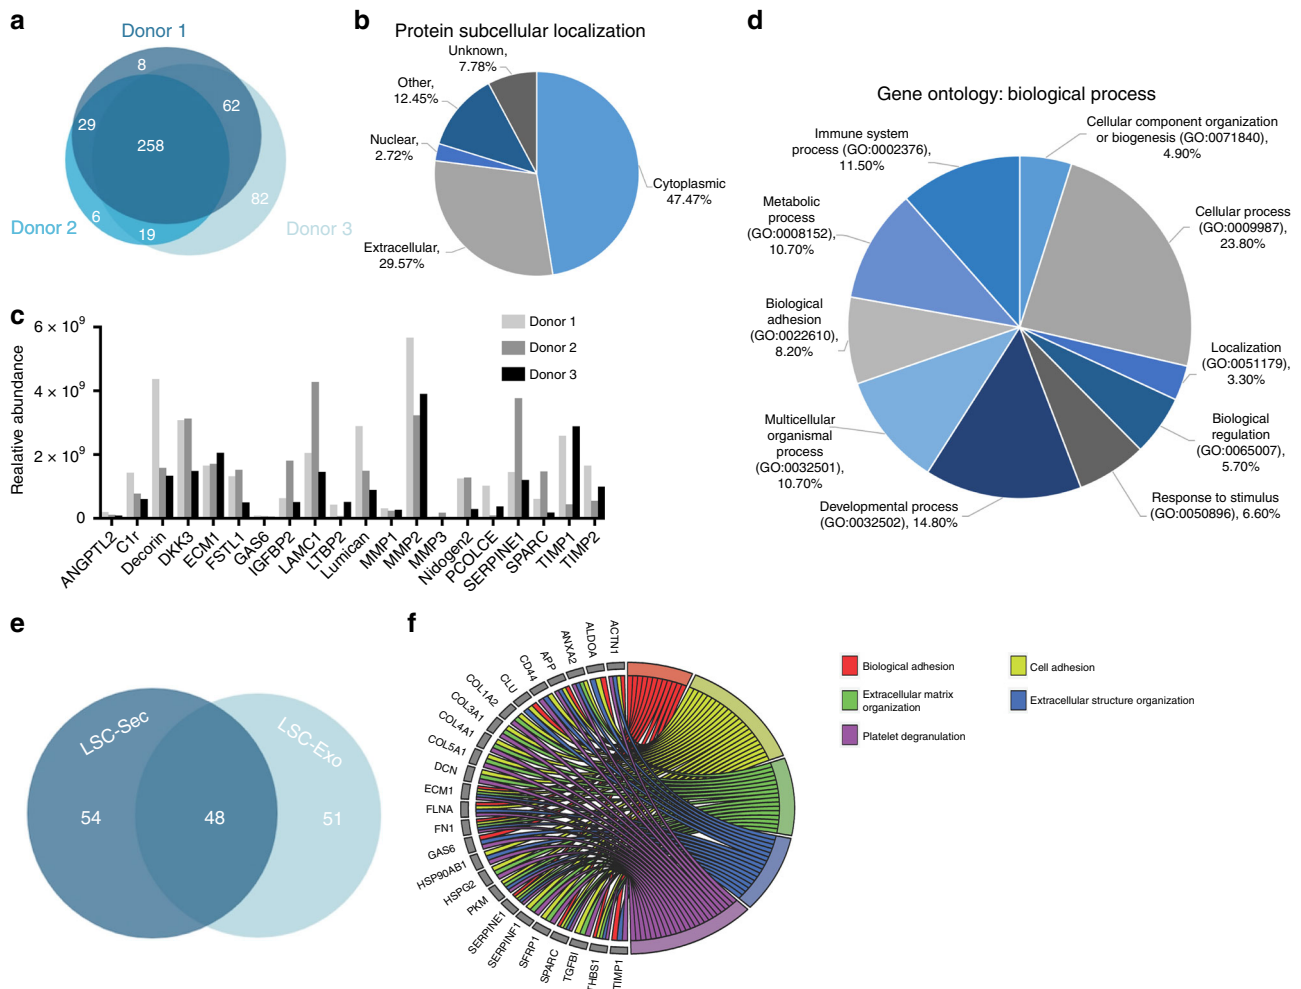 a
Donor 1
8
62
29
258
82
6
19
Donor 2
Donor 3
b
Protein subcellular localization
Unknown,
7.78%
Other,
12.45%
Nuclear,
2.72%
Cytoplasmic
47.47%
Extracellular,
29.57%
c
Realative abundance
6 × 10⁹
4 × 10⁹
2 × 10⁹
0
Donor 1
Donor 2
Donor 3
ANGPTL2
C1r
Decorin
DKK3
ECM1
FSTL1
GAS6
IGFBP2
LAMC1
LTBP2
Lumican
MMP1
MMP2
MMP3
Nidogen2
PCOLCE
SERPINE1
SPARC
TIMP1
TIMP2
d
Gene ontology: biological process
Cellular component organization
or biogenesis (GO:0071840),
4.90%
Cellular process
(GO:0009987),
23.80%
Localization
(GO:0051179),
3.30%
Biological
regulation
(GO:0065007),
5.70%
Response to stimulus
(GO:0050896), 6.60%
Developmental process
(GO:0032502), 14.80%
Multicellular
organismal
process
(GO:0032501),
10.70%
Biological
adhesion
(GO:0022610),
8.20%
Metabolic
process
(GO:0008152),
10.70%
Immune system
process (GO:0002376),
11.50%
e
LSC-Sec
LSC-Exo
54
48
51
f
ACTN1
ALDOA
ANXA2
APP
CD44
CLU
COL1A2
COL3A1
COL4A1
COL5A1
DCN
ECM1
FLNA
FN1
GAS6
HSP90AB1
HSPG2
PKM
SERPINE1
SERPINF1
SFRP1
SPARC
TGFBI
THBS1
TIMP1
Biological adhesion
Cell adhesion
Extracellular matrix
organization
Extracellular structure organization
Platelet degranulation